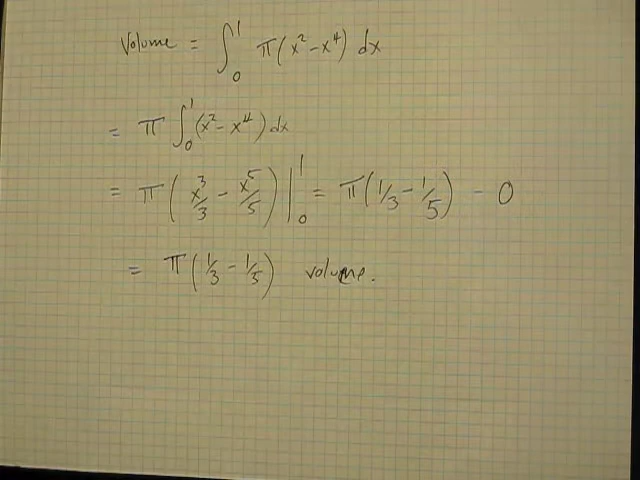 Volume = ∫₀¹ π(x² - x⁴) dx
= π ∫₀¹ (x² - x⁴) dx
= π ( x³/3 - x⁵/5 ) |₀¹ = π(1/3 - 1/5) - 0
= π(1/3 - 1/5) volume.